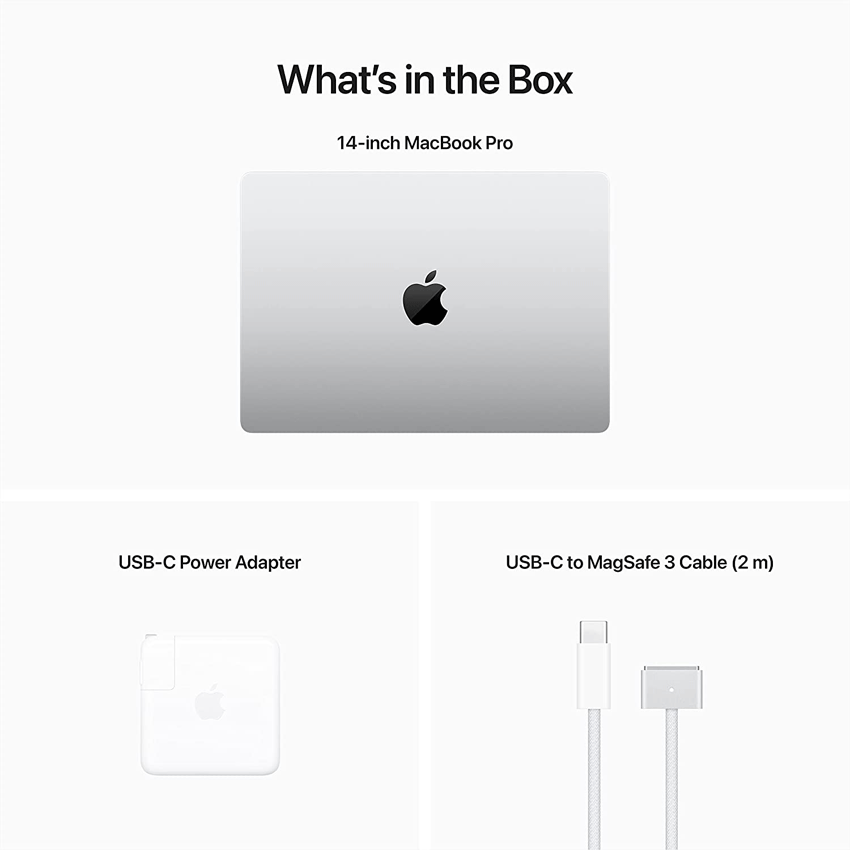 What’s in the Box
14-inch MacBook Pro
USB-C Power Adapter
USB-C to MagSafe 3 Cable (2 m)